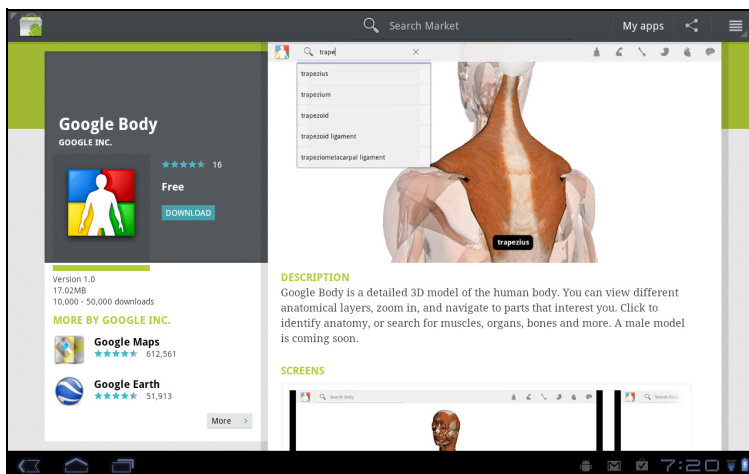 Search Market
My apps
Google Body
GOOGLE INC.
16
Free
DOWNLOAD
Version 1.0
17.02MB
10,000 - 50,000 downloads
MORE BY GOOGLE INC.
Google Maps
612,561
Google Earth
51,913
More
trape
trapezius
trapezium
trapezoid
trapezoid ligament
trapeziometacarpal ligament
trapezius
DESCRIPTION
Google Body is a detailed 3D model of the human body. You can view different
anatomical layers, zoom in, and navigate to parts that interest you. Click to
identify anatomy, or search for muscles, organs, bones and more. A male model
is coming soon.
SCREENS
Search Body
Search Body
7:20